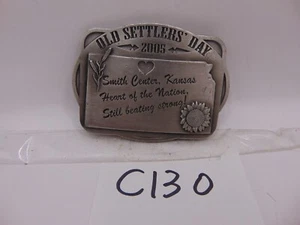 OLD SETTLERS' DAY
2005
Smith Center, Kansas
Heart of the Nation,
Still beating strong!
C130